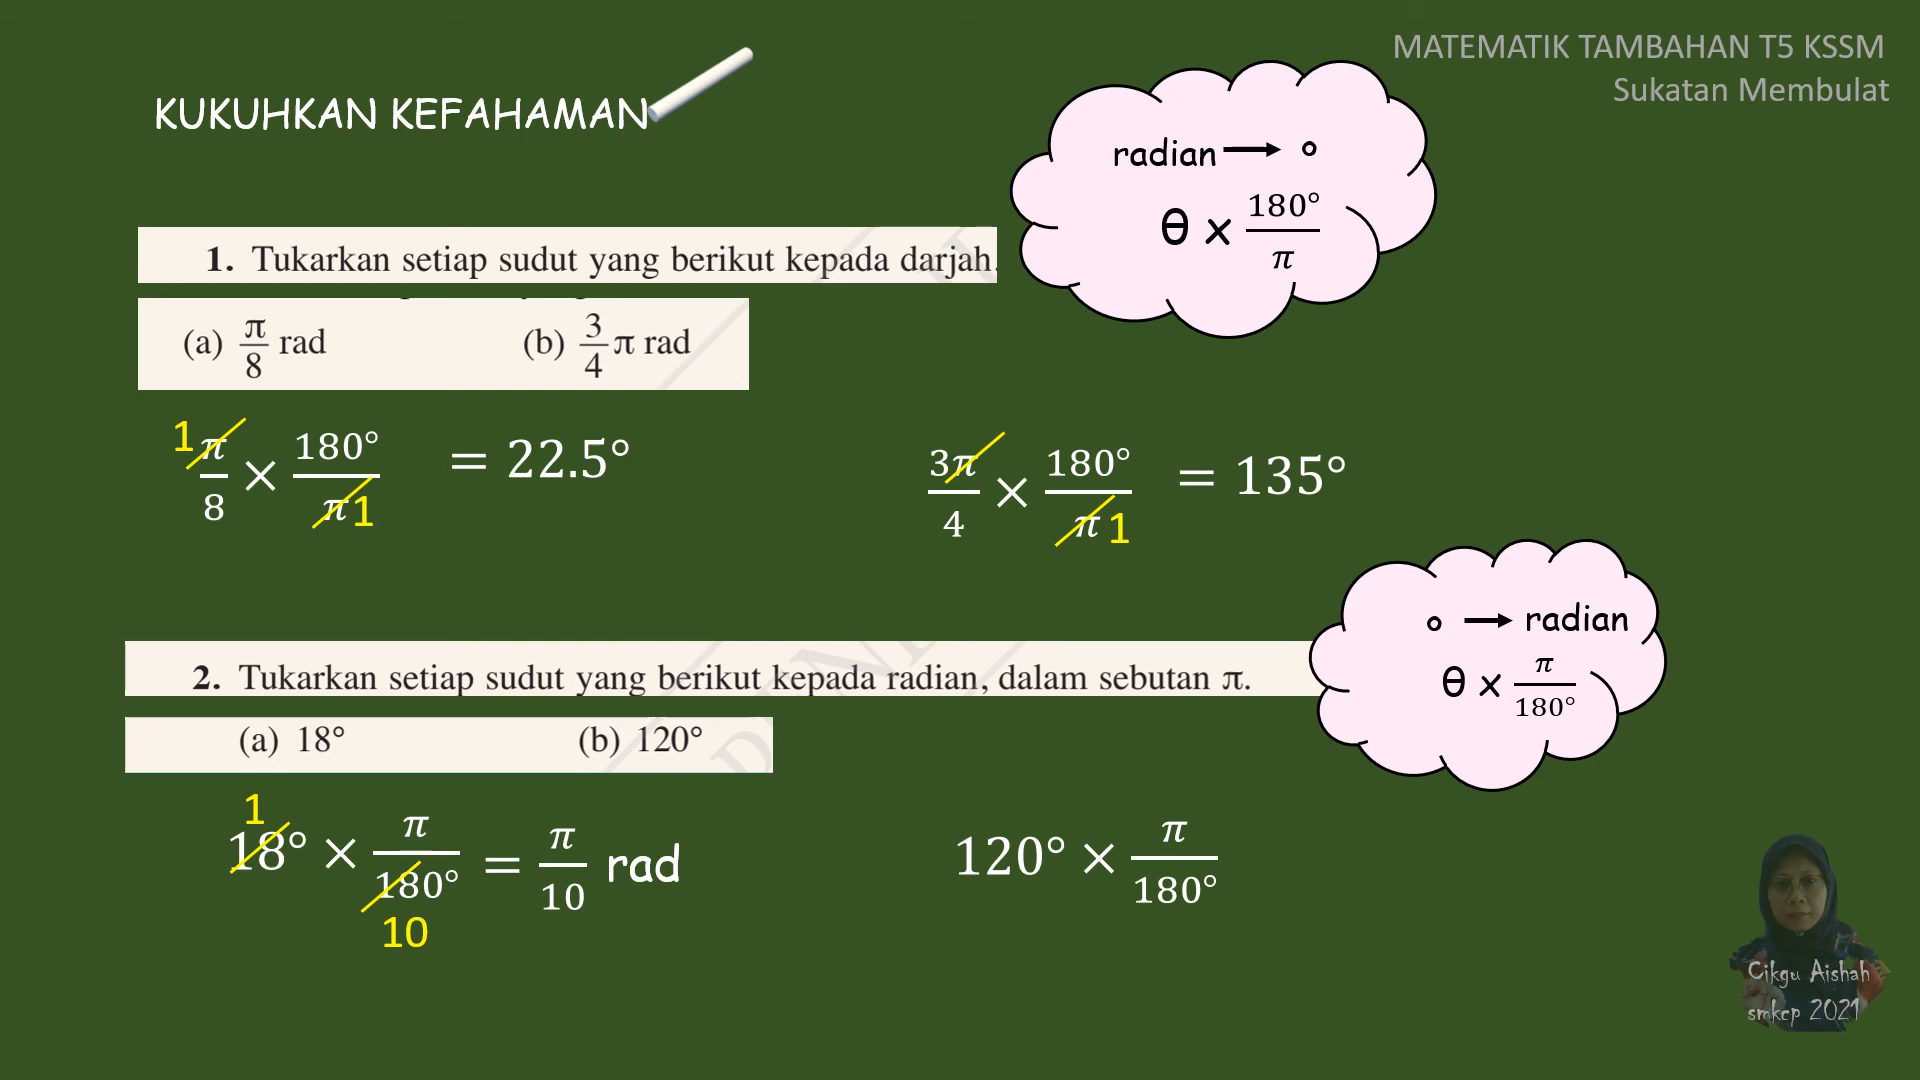 MATEMATIK TAMBAHAN T5 KSSM
Sukatan Membulat
KUKUHKAN KEFAHAMAN
radian → °
θ x 180°/π
1. Tukarkan setiap sudut yang berikut kepada darjah.
(a) π/8 rad (b) 3/4 π rad
1 π/8 × 180°/π 1 = 22.5°
3π/4 × 180°/π 1 = 135°
° → radian
θ x π/180°
2. Tukarkan setiap sudut yang berikut kepada radian, dalam sebutan π.
(a) 18° (b) 120°
1
18° × π/180° = π/10 rad
10
120° × π/180°
Cikgu Aishah
smkcp 2021